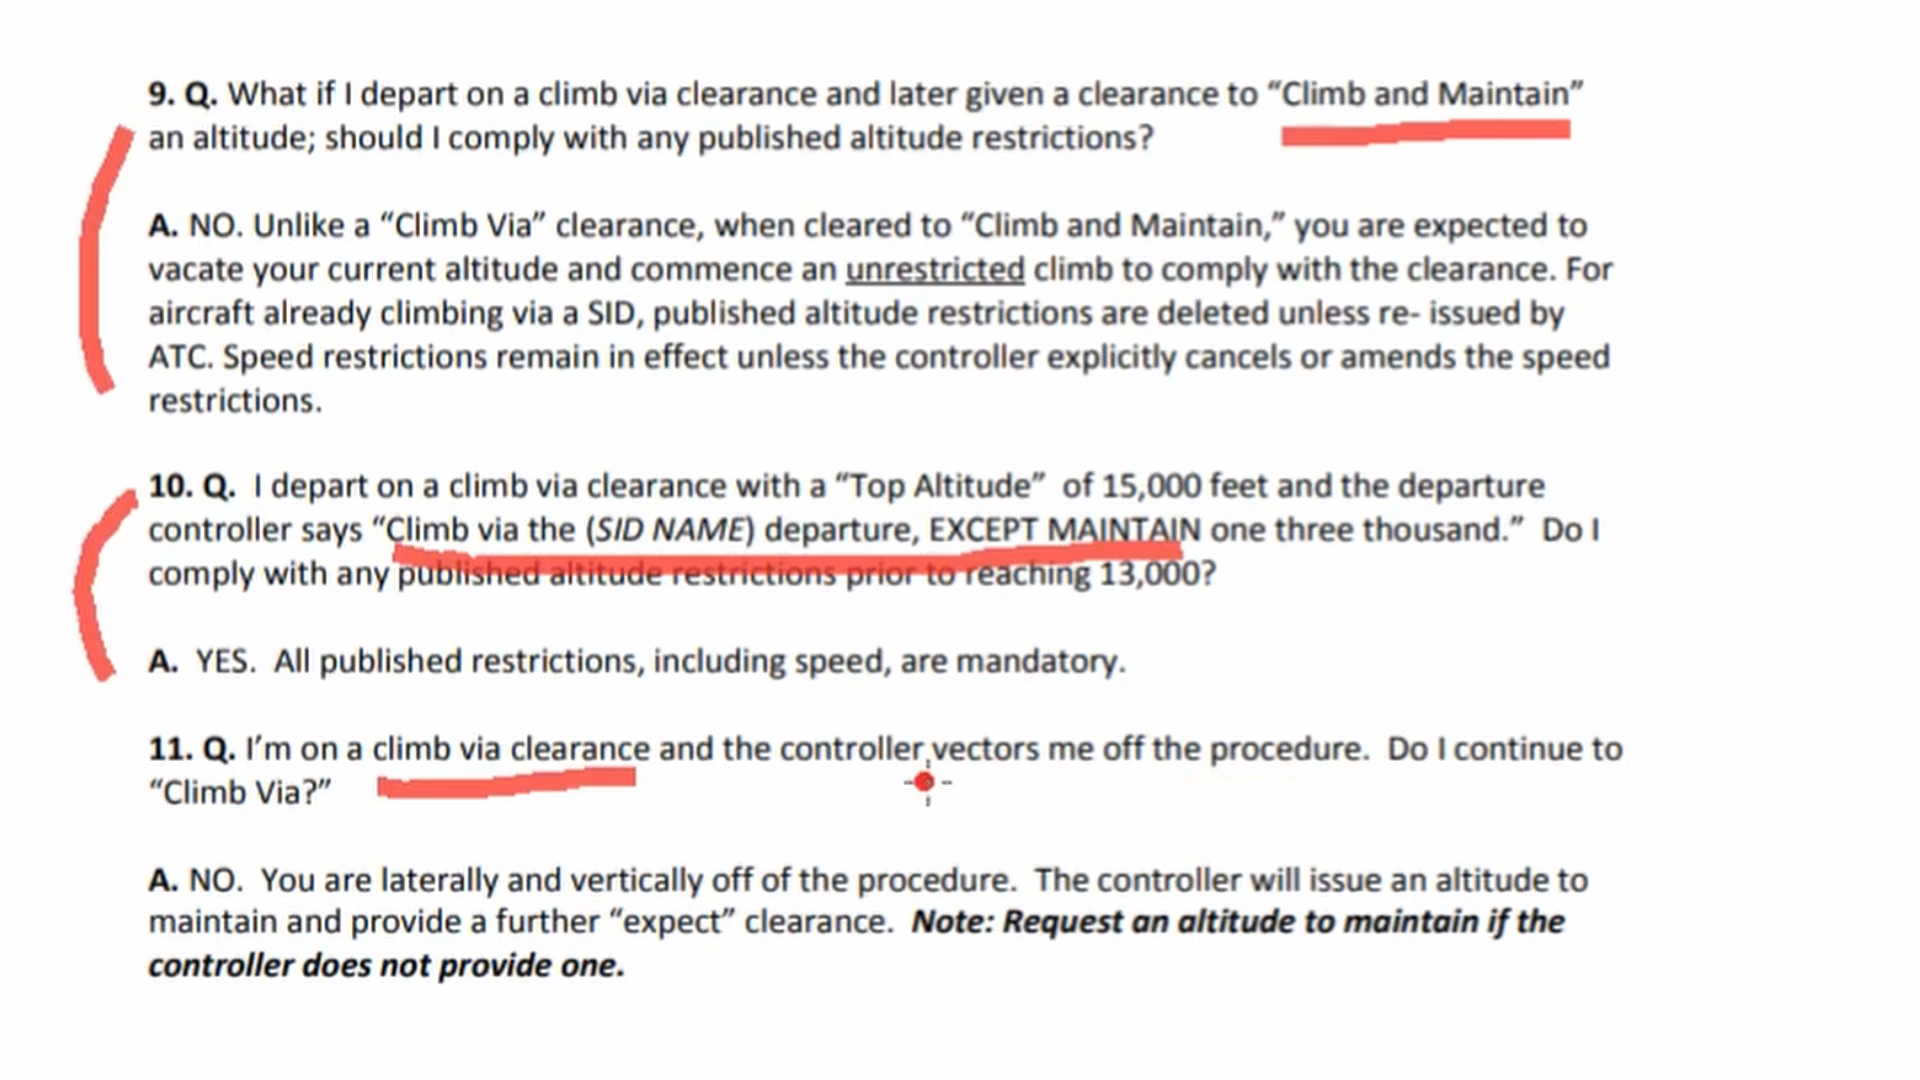 9. Q. What if I depart on a climb via clearance and later given a clearance to “Climb and Maintain”
an altitude; should I comply with any published altitude restrictions?
A. NO. Unlike a “Climb Via” clearance, when cleared to “Climb and Maintain,” you are expected to
vacate your current altitude and commence an unrestricted climb to comply with the clearance. For
aircraft already climbing via a SID, published altitude restrictions are deleted unless re- issued by
ATC. Speed restrictions remain in effect unless the controller explicitly cancels or amends the speed
restrictions.
10. Q. I depart on a climb via clearance with a “Top Altitude” of 15,000 feet and the departure
controller says “Climb via the (SID NAME) departure, EXCEPT MAINTAIN one three thousand.” Do I
comply with any published altitude restrictions prior to reaching 13,000?
A. YES. All published restrictions, including speed, are mandatory.
11. Q. I’m on a climb via clearance and the controller vectors me off the procedure. Do I continue to
“Climb Via?”
A. NO. You are laterally and vertically off of the procedure. The controller will issue an altitude to
maintain and provide a further “expect” clearance. Note: Request an altitude to maintain if the
controller does not provide one.